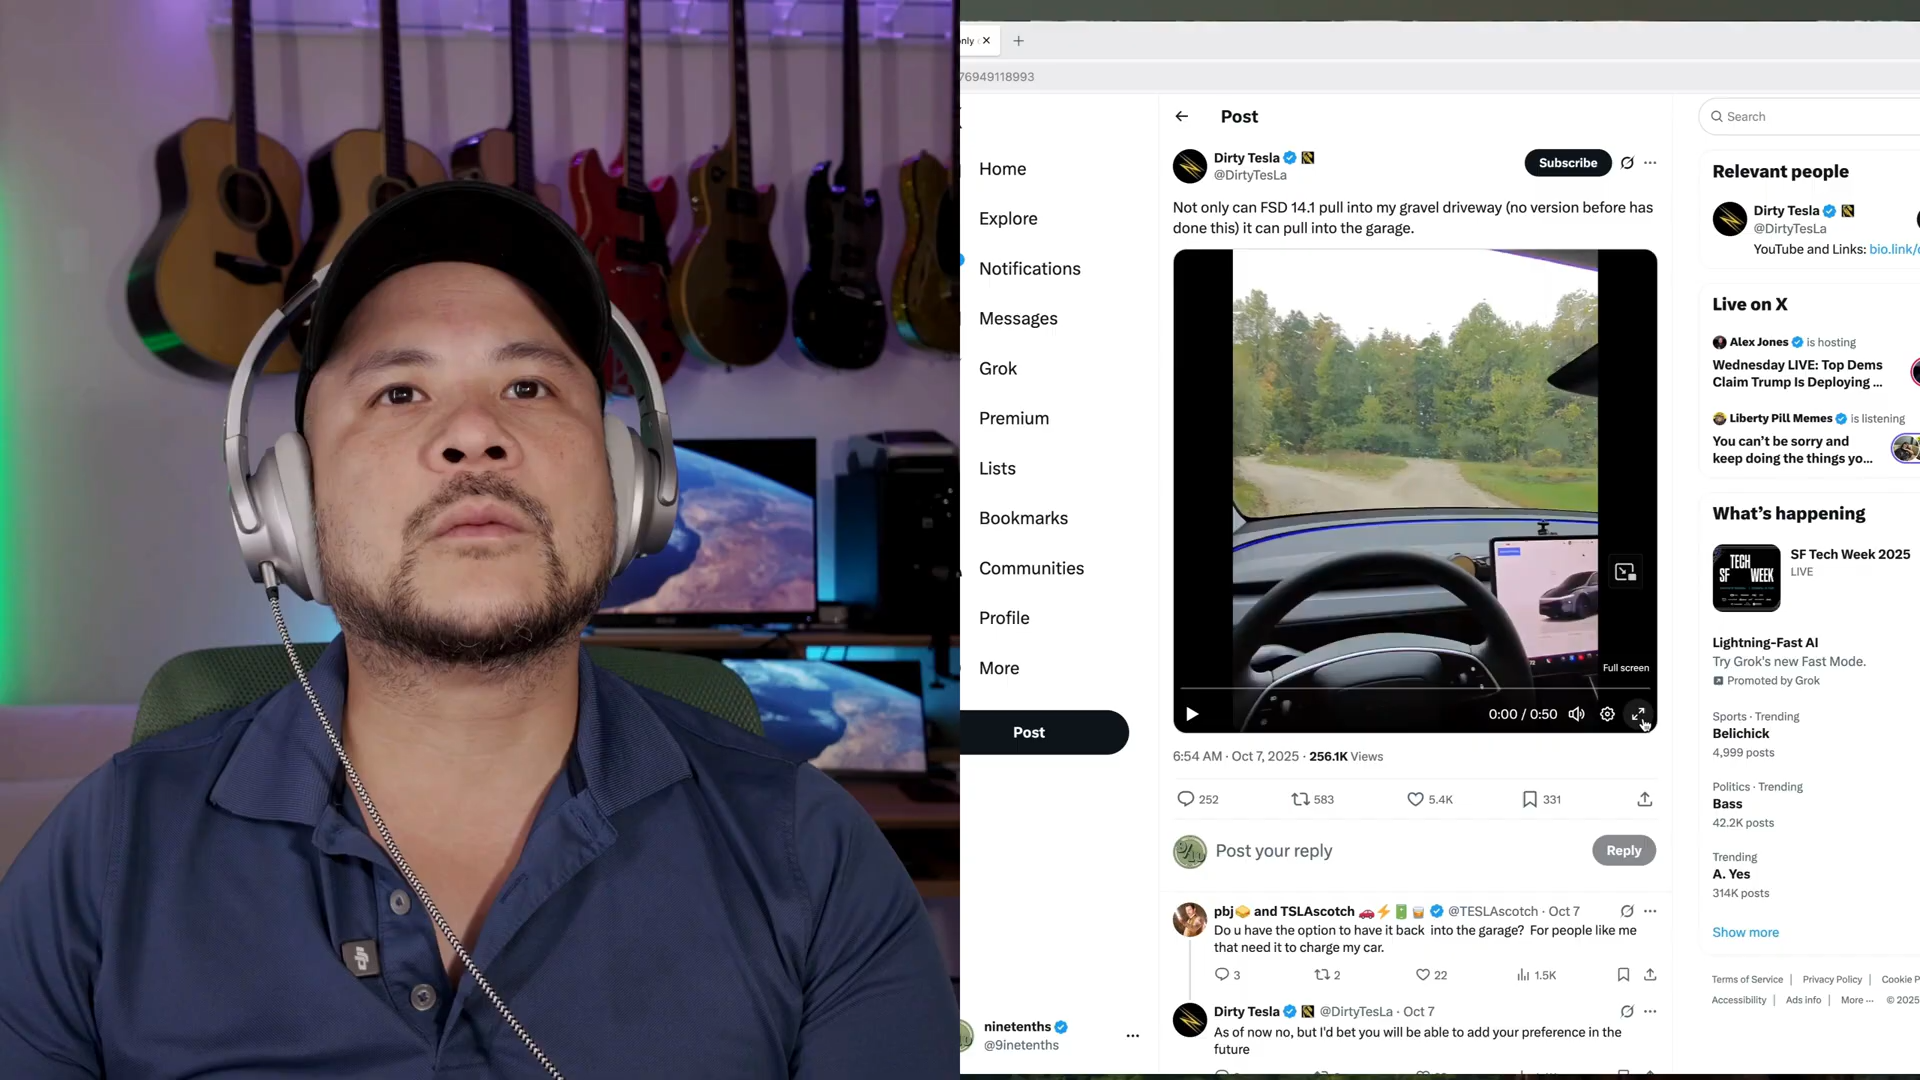 only
76949118993
Post
Search
Dirty Tesla
@DirtyTesLa
Subscribe
Not only can FSD 14.1 pull into my gravel driveway (no version before has
done this) it can pull into the garage.
Home
Explore
Notifications
Messages
Grok
Premium
Lists
Bookmarks
Communities
Profile
More
Post
Full screen
0:00 / 0:50
6:54 AM · Oct 7, 2025 · 256.1K Views
252
583
5.4K
331
Post your reply
Reply
pbj and TSLAscotch @TESLAscotch · Oct 7
Do u have the option to have it back into the garage? For people like me
that need it to charge my car.
3
2
22
1.5K
Dirty Tesla @DirtyTesLa · Oct 7
As of now no, but I'd bet you will be able to add your preference in the
future
ninetenths
@9inetenths
Relevant people
Dirty Tesla
@DirtyTesLa
YouTube and Links: bio.link/
Live on X
Alex Jones is hosting
Wednesday LIVE: Top Dems
Claim Trump Is Deploying ...
Liberty Pill Memes is listening
You can't be sorry and
keep doing the things yo...
What's happening
TECH
SF WEEK
SF Tech Week 2025
LIVE
Lightning-Fast AI
Try Grok's new Fast Mode.
Promoted by Grok
Sports · Trending
Belichick
4,999 posts
Politics · Trending
Bass
42.2K posts
Trending
A. Yes
314K posts
Show more
Terms of Service | Privacy Policy | Cookie P
Accessibility | Ads info | More ... © 2025
dji